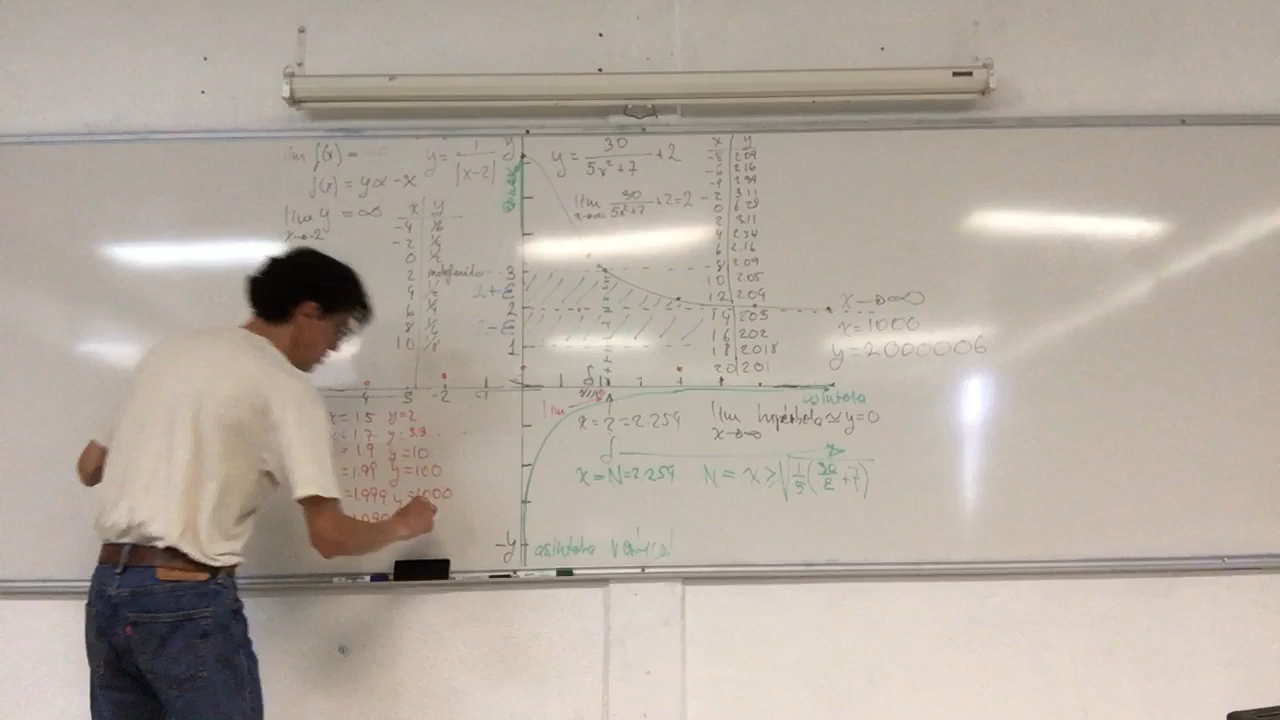 lim f(x) =
f(x) = yx - x
lim y = ∞
x→-2
y = 1/|x-2|
x y
-4 1/6
-2 1/4
0 1/2
2 indefinido
4 1/2
6 1/4
8 1/6
10 1/8
y
y = 30/5x²+7 +2
lim 30/5x²+7 +2=2
x→∞
x y
-8 2.09
-6 2.16
-4 2.34
-2 3.11
0 6.28
2 3.11
4 2.34
6 2.16
8 2.09
10 2.05
12 2.04
14 2.03
16 2.02
18 2.018
20 2.01
3
2+ε
2
-ε
1
x→∞
x=1000
y=2.000006
-2 -1
x=1.5 y=2
1.7 y=3.3...
=1.9 y=10
=1.99 y=100
=1.999 y=1000
lim
asíntota
x=2=2.259
lim hipérbola ≃ y=0
x→∞
x=N=2.259
N = x ≥ √1/5(30/ε+7)
-y
asíntota